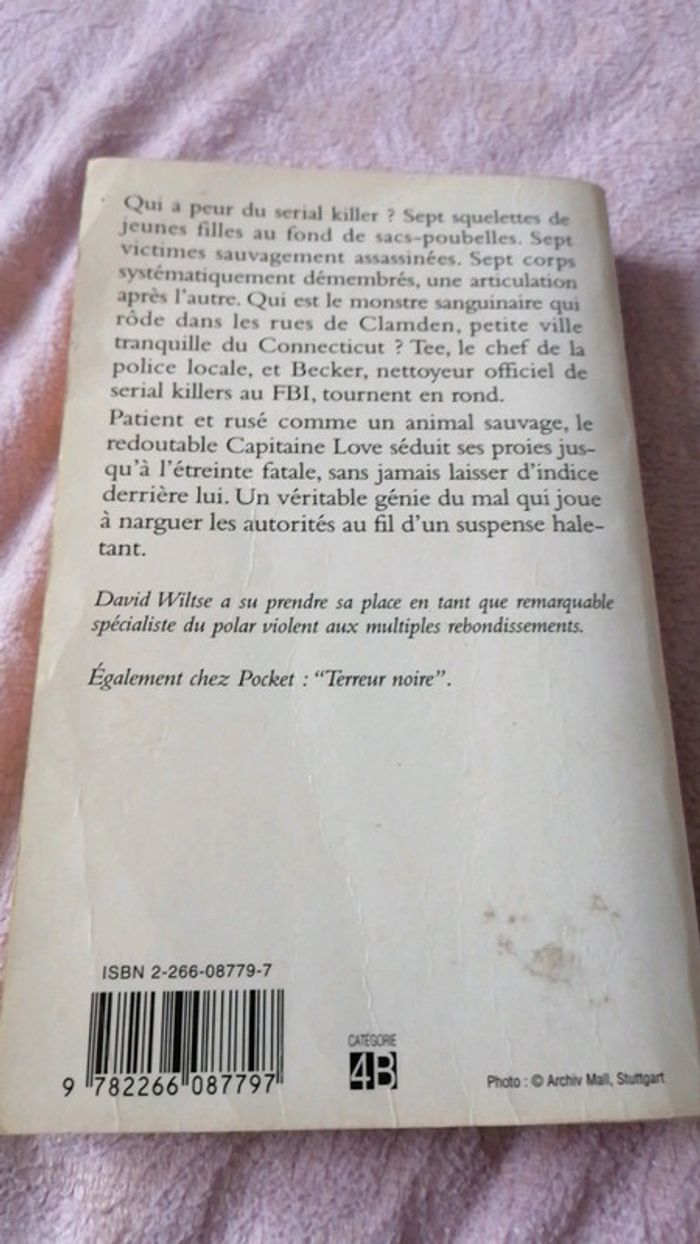 Qui a peur du serial killer ? Sept squelettes de
jeunes filles au fond de sacs-poubelles. Sept
victimes sauvagement assassinées. Sept corps
systématiquement démembrés, une articulation
après l'autre. Qui est le monstre sanguinaire qui
rôde dans les rues de Clamden, petite ville
tranquille du Connecticut ? Tee, le chef de la
police locale, et Becker, nettoyeur officiel de
serial killers au FBI, tournent en rond.
Patient et rusé comme un animal sauvage, le
redoutable Capitaine Love séduit ses proies jus-
qu'à l'étreinte fatale, sans jamais laisser d'indice
derrière lui. Un véritable génie du mal qui joue
à narguer les autorités au fil d'un suspense hale-
tant.
David Wiltse a su prendre sa place en tant que remarquable
spécialiste du polar violent aux multiples rebondissements.
Également chez Pocket : "Terreur noire".
ISBN 2-266-08779-7
9 782266 087797
CATÉGORIE
4B
Photo : © Archiv Mall, Stuttgart